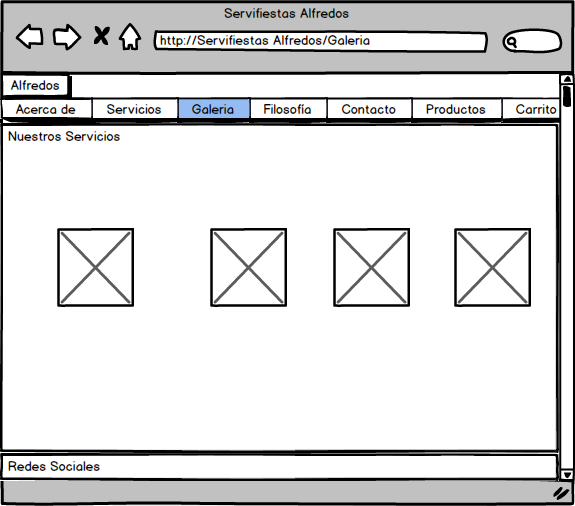 Servifiestas Alfredos
http://Servifiestas Alfredos/Galeria
Alfredos
Acerca de Servicios Galeria Filosofía Contacto Productos Carrito
Nuestros Servicios
Redes Sociales